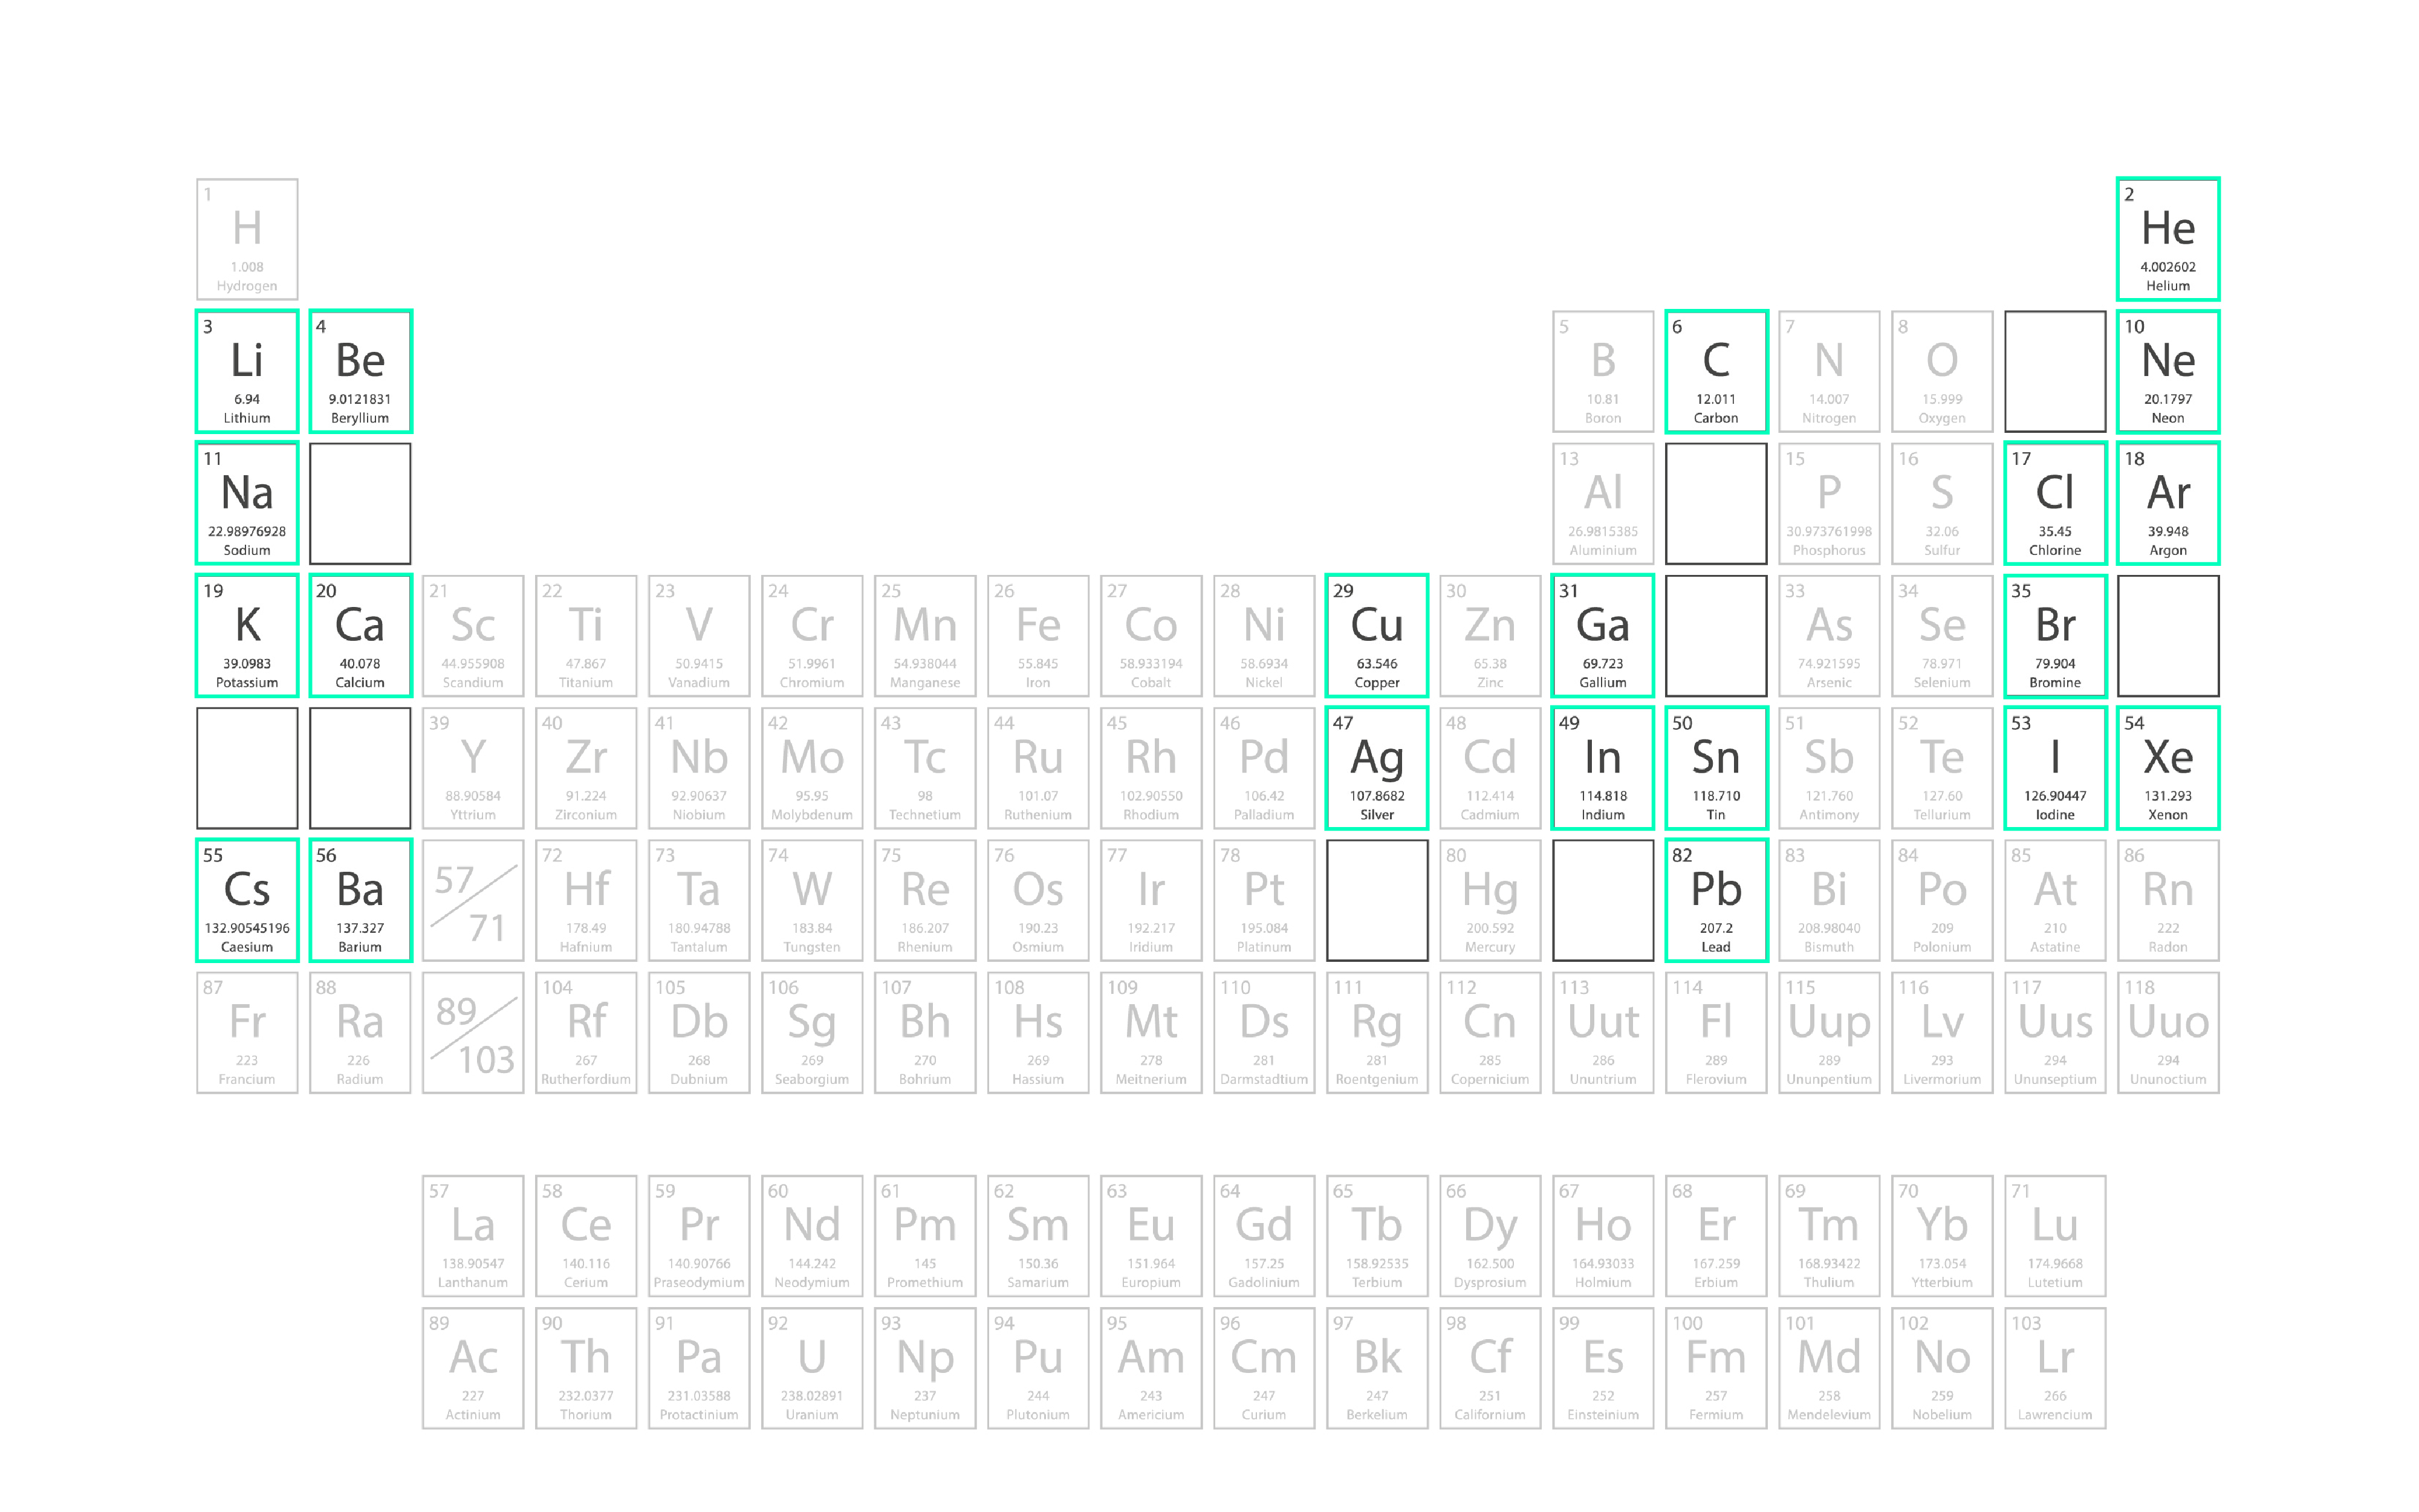 1
H
1.008
Hydrogen
2
He
4.002602
Helium
3
Li
6.94
Lithium
4
Be
9.0121831
Beryllium
5
B
10.81
Boron
6
C
12.011
Carbon
7
N
14.007
Nitrogen
8
O
15.999
Oxygen
10
Ne
20.1797
Neon
11
Na
22.98976928
Sodium
13
Al
26.9815385
Aluminium
15
P
30.973761998
Phosphorus
16
S
32.06
Sulfur
17
Cl
35.45
Chlorine
18
Ar
39.948
Argon
19
K
39.0983
Potassium
20
Ca
40.078
Calcium
21
Sc
44.955908
Scandium
22
Ti
47.867
Titanium
23
V
50.9415
Vanadium
24
Cr
51.9961
Chromium
25
Mn
54.938044
Manganese
26
Fe
55.845
Iron
27
Co
58.933194
Cobalt
28
Ni
58.6934
Nickel
29
Cu
63.546
Copper
30
Zn
65.38
Zinc
31
Ga
69.723
Gallium
33
As
74.921595
Arsenic
34
Se
78.971
Selenium
35
Br
79.904
Bromine
39
Y
88.90584
Yttrium
40
Zr
91.224
Zirconium
41
Nb
92.90637
Niobium
42
Mo
95.95
Molybdenum
43
Tc
98
Technetium
44
Ru
101.07
Ruthenium
45
Rh
102.90550
Rhodium
46
Pd
106.42
Palladium
47
Ag
107.8682
Silver
48
Cd
112.414
Cadmium
49
In
114.818
Indium
50
Sn
118.710
Tin
51
Sb
121.760
Antimony
52
Te
127.60
Tellurium
53
I
126.90447
Iodine
54
Xe
131.293
Xenon
55
Cs
132.90545196
Caesium
56
Ba
137.327
Barium
57
71
72
Hf
178.49
Hafnium
73
Ta
180.94788
Tantalum
74
W
183.84
Tungsten
75
Re
186.207
Rhenium
76
Os
190.23
Osmium
77
Ir
192.217
Iridium
78
Pt
195.084
Platinum
80
Hg
200.592
Mercury
82
Pb
207.2
Lead
83
Bi
208.98040
Bismuth
84
Po
209
Polonium
85
At
210
Astatine
86
Rn
222
Radon
87
Fr
223
Francium
88
Ra
226
Radium
89
103
104
Rf
267
Rutherfordium
105
Db
268
Dubnium
106
Sg
269
Seaborgium
107
Bh
270
Bohrium
108
Hs
269
Hassium
109
Mt
278
Meitnerium
110
Ds
281
Darmstadtium
111
Rg
281
Roentgenium
112
Cn
285
Copernicium
113
Uut
286
Ununtrium
114
Fl
289
Flerovium
115
Uup
289
Ununpentium
116
Lv
293
Livermorium
117
Uus
294
Ununseptium
118
Uuo
294
Ununoctium
57
La
138.90547
Lanthanum
58
Ce
140.116
Cerium
59
Pr
140.90766
Praseodymium
60
Nd
144.242
Neodymium
61
Pm
145
Promethium
62
Sm
150.36
Samarium
63
Eu
151.964
Europium
64
Gd
157.25
Gadolinium
65
Tb
158.92535
Terbium
66
Dy
162.500
Dysprosium
67
Ho
164.93033
Holmium
68
Er
167.259
Erbium
69
Tm
168.93422
Thulium
70
Yb
173.054
Ytterbium
71
Lu
174.9668
Lutetium
89
Ac
227
Actinium
90
Th
232.0377
Thorium
91
Pa
231.03588
Protactinium
92
U
238.02891
Uranium
93
Np
237
Neptunium
94
Pu
244
Plutonium
95
Am
243
Americium
96
Cm
247
Curium
97
Bk
247
Berkelium
98
Cf
251
Californium
99
Es
252
Einsteinium
100
Fm
257
Fermium
101
Md
258
Mendelevium
102
No
259
Nobelium
103
Lr
266
Lawrencium